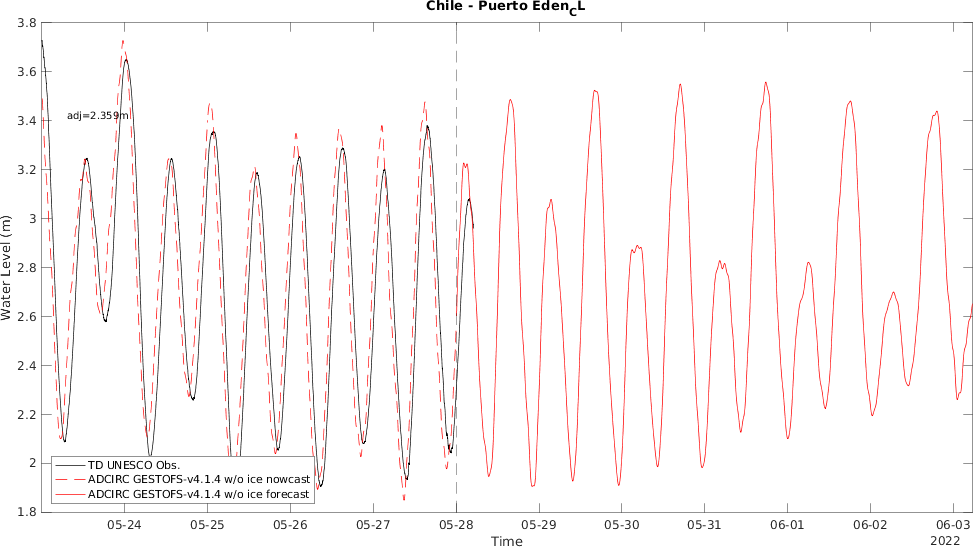 Chile - Puerto Eden_CL
3.8
3.6
3.4
3.2
3
2.8
2.6
2.4
2.2
2
1.8
Water Level (m)
adj=2.359m
TD UNESCO Obs.
ADCIRC GESTOFS-v4.1.4 w/o ice nowcast
ADCIRC GESTOFS-v4.1.4 w/o ice forecast
05-24 05-25 05-26 05-27 05-28 05-29 05-30 05-31 06-01 06-02 06-03
Time 2022